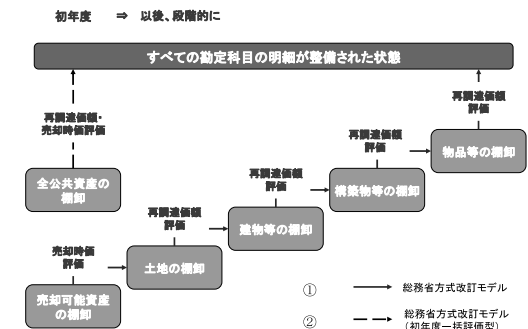 初年度 ⇒ 以後、段階的に
すべての勘定科目の明細が整備された状態
再調達価額・
売却時価評価
再調達価額
評価
再調達価額
評価
物品等の棚卸
全公共資産の
棚卸
再調達価額
評価
構築物等の棚卸
再調達価額
評価
建物等の棚卸
売却時価
評価
土地の棚卸
売却可能資産
の棚卸
① 総務省方式改訂モデル
② 総務省方式改訂モデル
(初年度一括評価型)